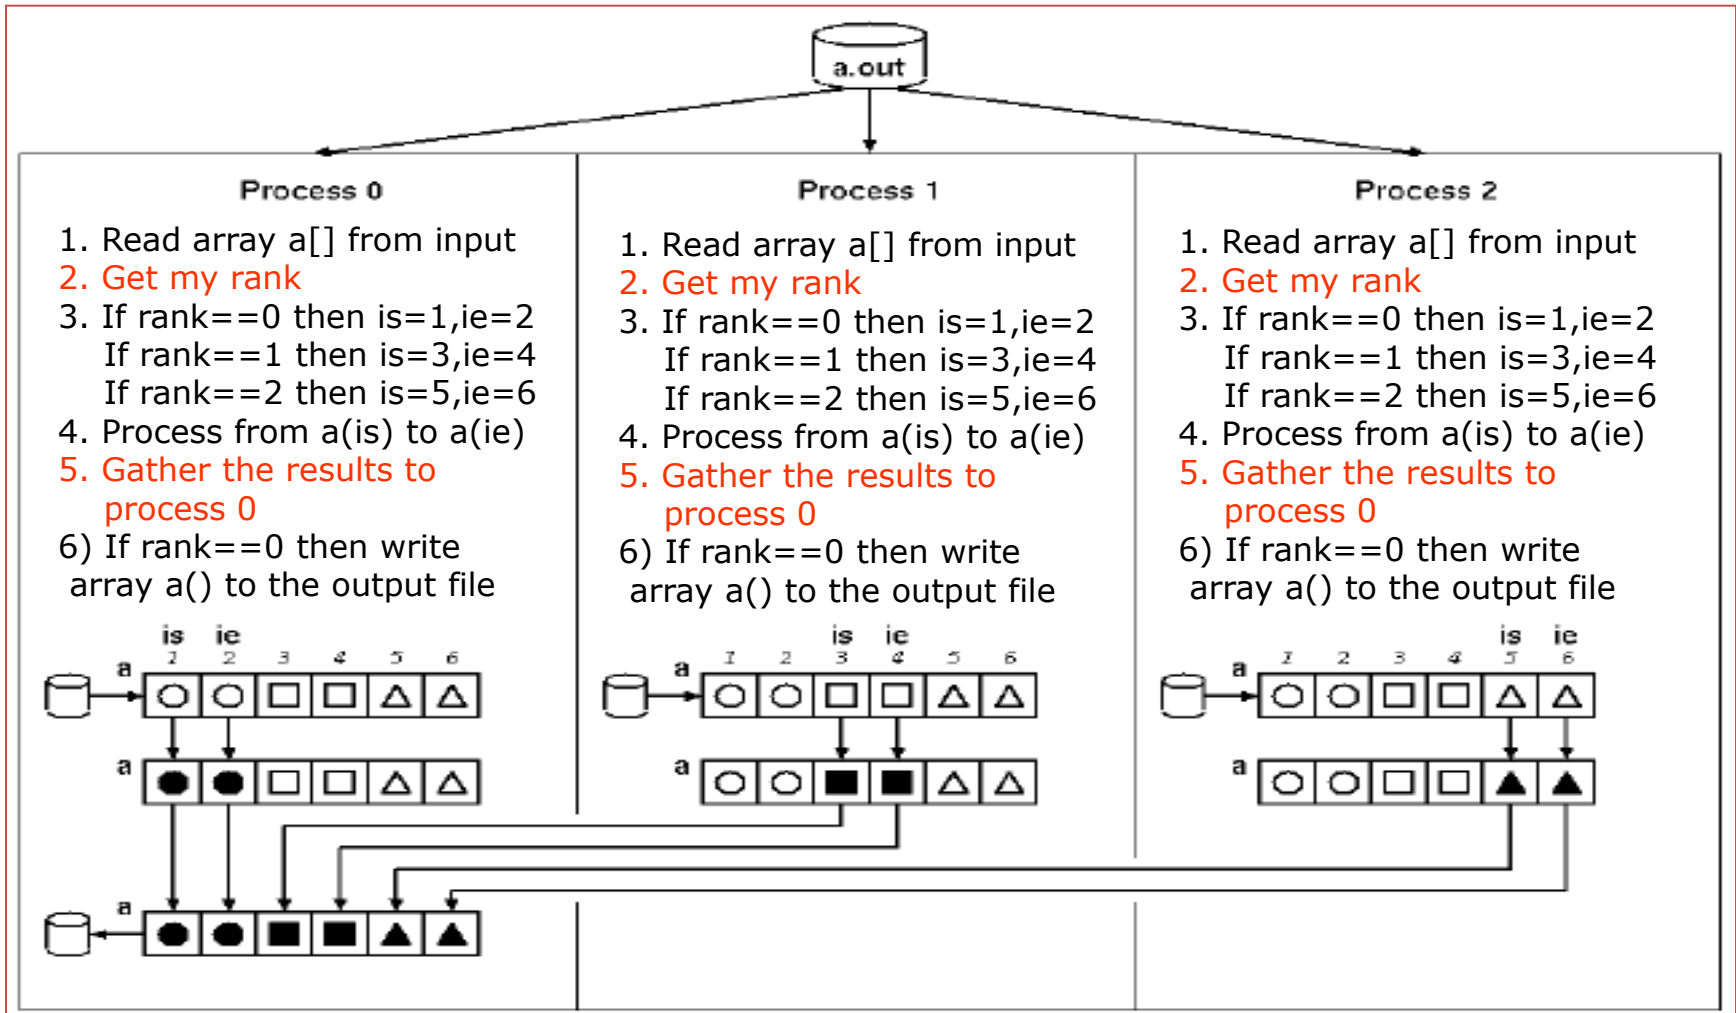 a.out
Process 0
1. Read array a[] from input
2. Get my rank
3. If rank==0 then is=1,ie=2
If rank==1 then is=3,ie=4
If rank==2 then is=5,ie=6
4. Process from a(is) to a(ie)
5. Gather the results to
process 0
6) If rank==0 then write
array a() to the output file
is ie
1 2 3 4 5 6
a
a
a
Process 1
1. Read array a[] from input
2. Get my rank
3. If rank==0 then is=1,ie=2
If rank==1 then is=3,ie=4
If rank==2 then is=5,ie=6
4. Process from a(is) to a(ie)
5. Gather the results to
process 0
6) If rank==0 then write
array a() to the output file
is ie
1 2 3 4 5 6
a
a
Process 2
1. Read array a[] from input
2. Get my rank
3. If rank==0 then is=1,ie=2
If rank==1 then is=3,ie=4
If rank==2 then is=5,ie=6
4. Process from a(is) to a(ie)
5. Gather the results to
process 0
6) If rank==0 then write
array a() to the output file
is ie
1 2 3 4 5 6
a
a